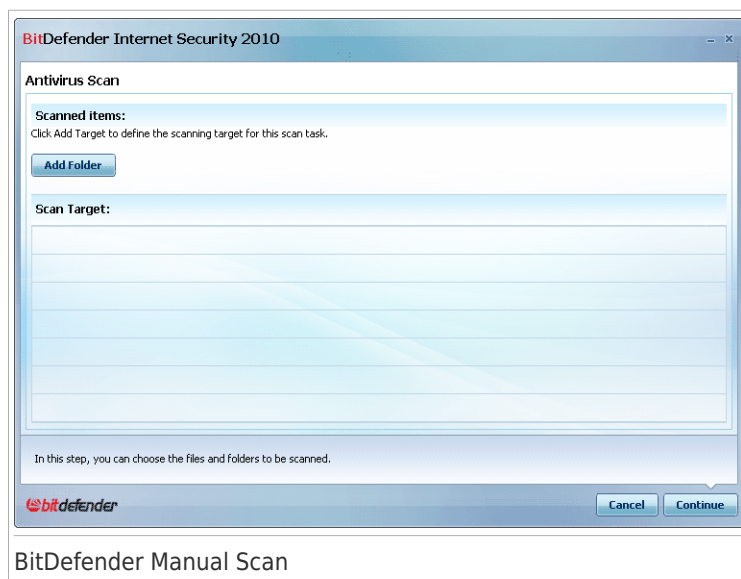 BitDefender Internet Security 2010
Antivirus Scan
Scanned items:
Click Add Target to define the scanning target for this scan task.
Add Folder
Scan Target:
In this step, you can choose the files and folders to be scanned.
bitdefender
Cancel Continue
BitDefender Manual Scan